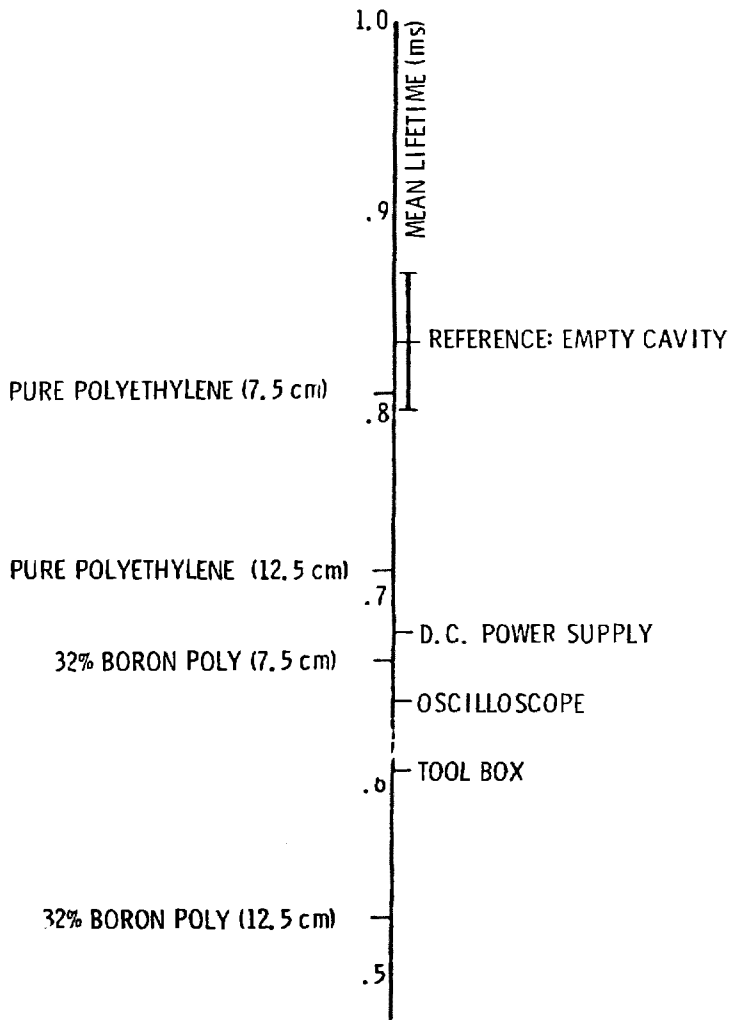 1.0
MEAN LIFETIME (ms)
.9
REFERENCE: EMPTY CAVITY
PURE POLYETHYLENE (7.5 cm)
.8
PURE POLYETHYLENE (12.5 cm)
.7
D.C. POWER SUPPLY
32% BORON POLY (7.5 cm)
OSCILLOSCOPE
TOOL BOX
.6
32% BORON POLY (12.5 cm)
.5